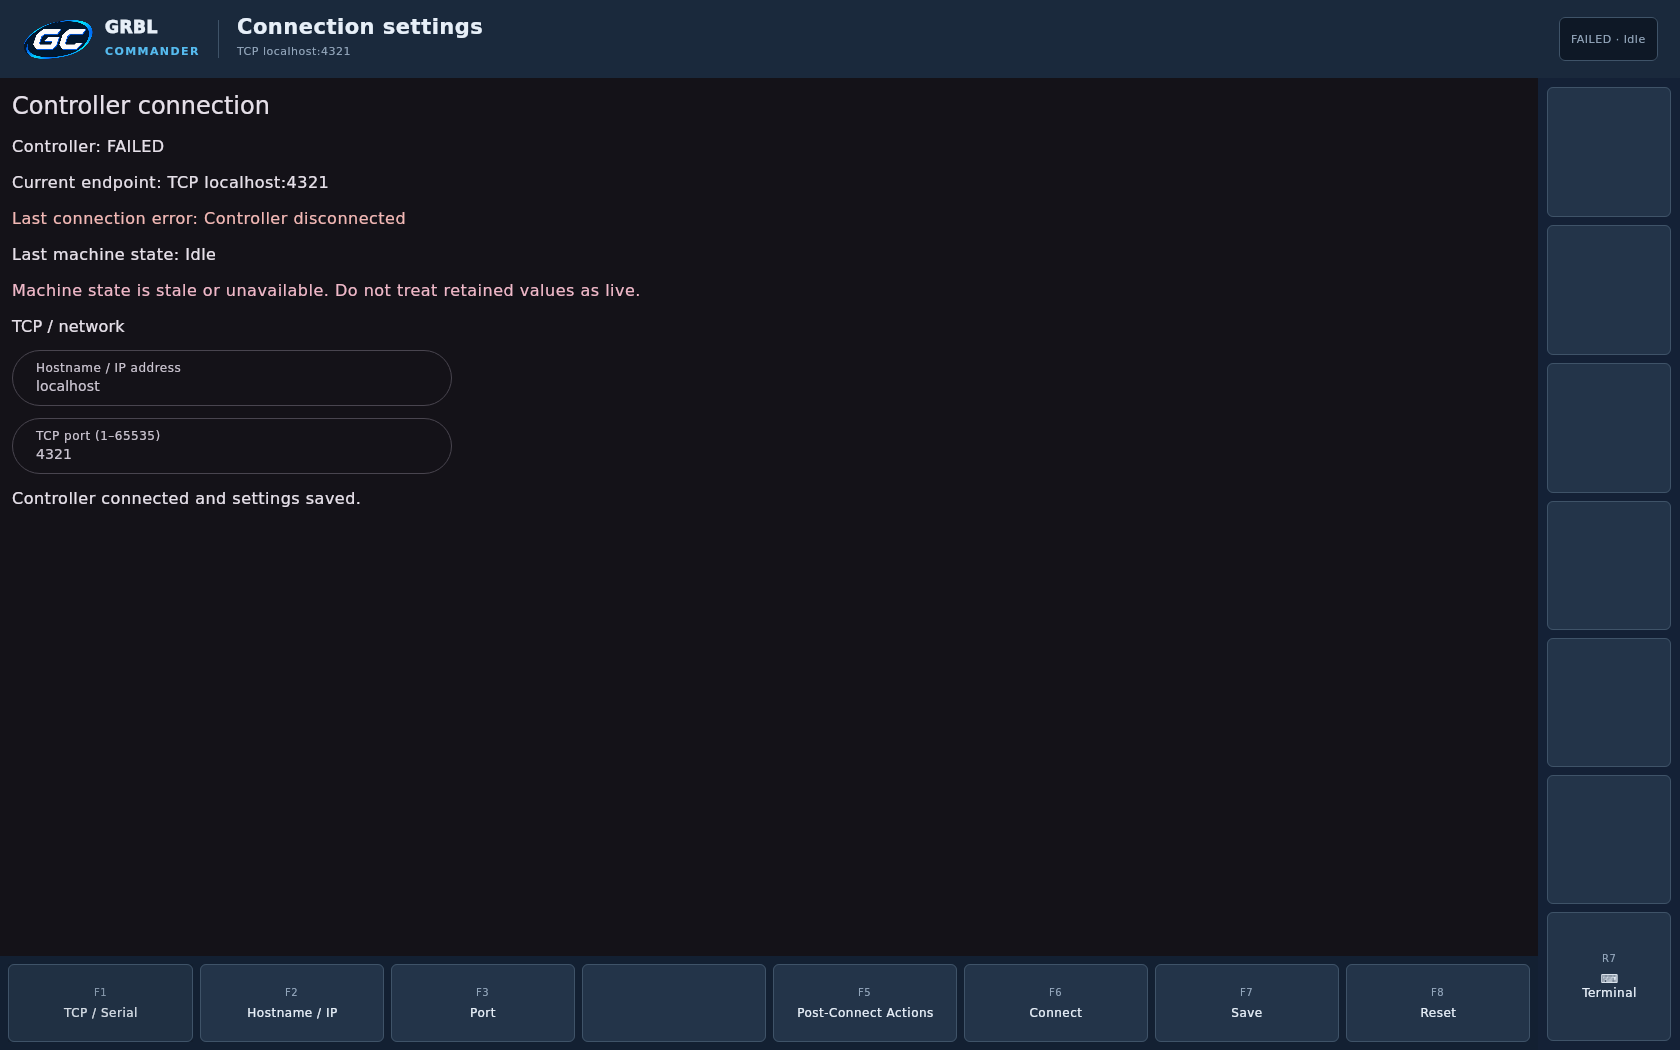 GC
GRBL
COMMANDER
Connection settings
TCP localhost:4321
FAILED · Idle
Controller connection
Controller: FAILED
Current endpoint: TCP localhost:4321
Last connection error: Controller disconnected
Last machine state: Idle
Machine state is stale or unavailable. Do not treat retained values as live.
TCP / network
Hostname / IP address
localhost
TCP port (1–65535)
4321
Controller connected and settings saved.
F1
TCP / Serial
F2
Hostname / IP
F3
Port
F5
Post-Connect Actions
F6
Connect
F7
Save
F8
Reset
R7
⌨
Terminal